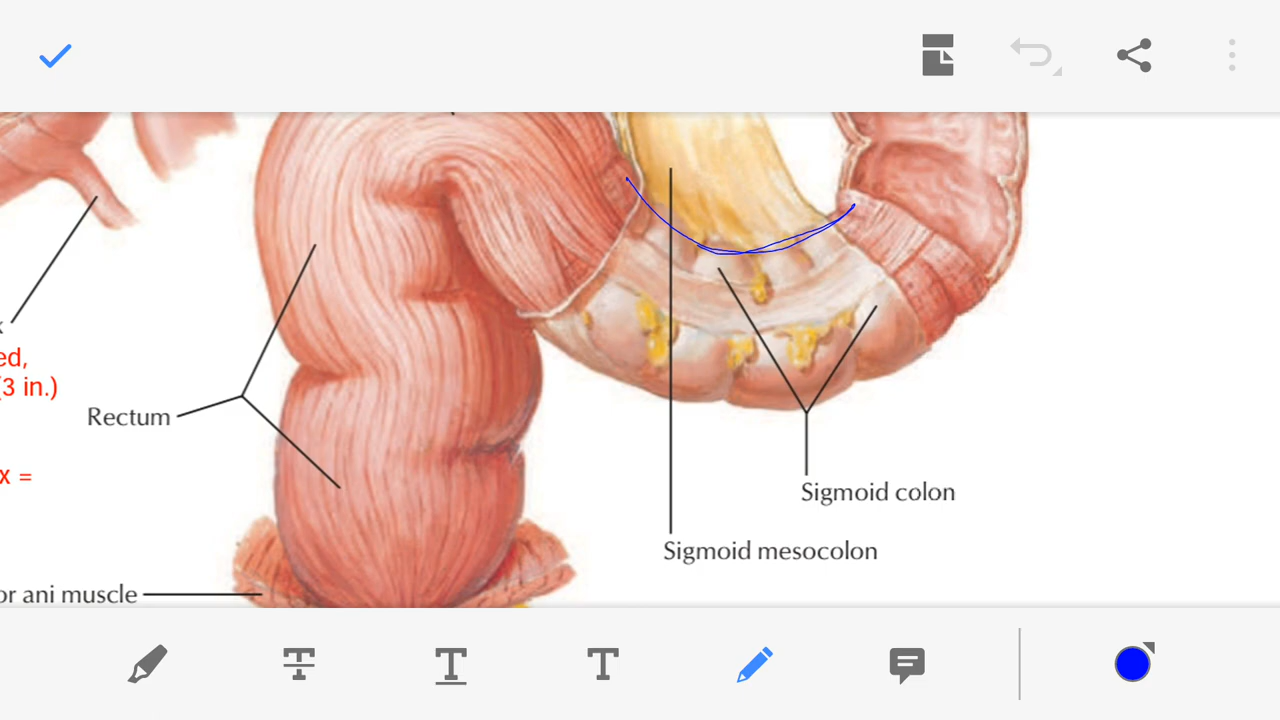 ed,
(3 in.)
Rectum
x =
Sigmoid colon
Sigmoid mesocolon
or ani muscle